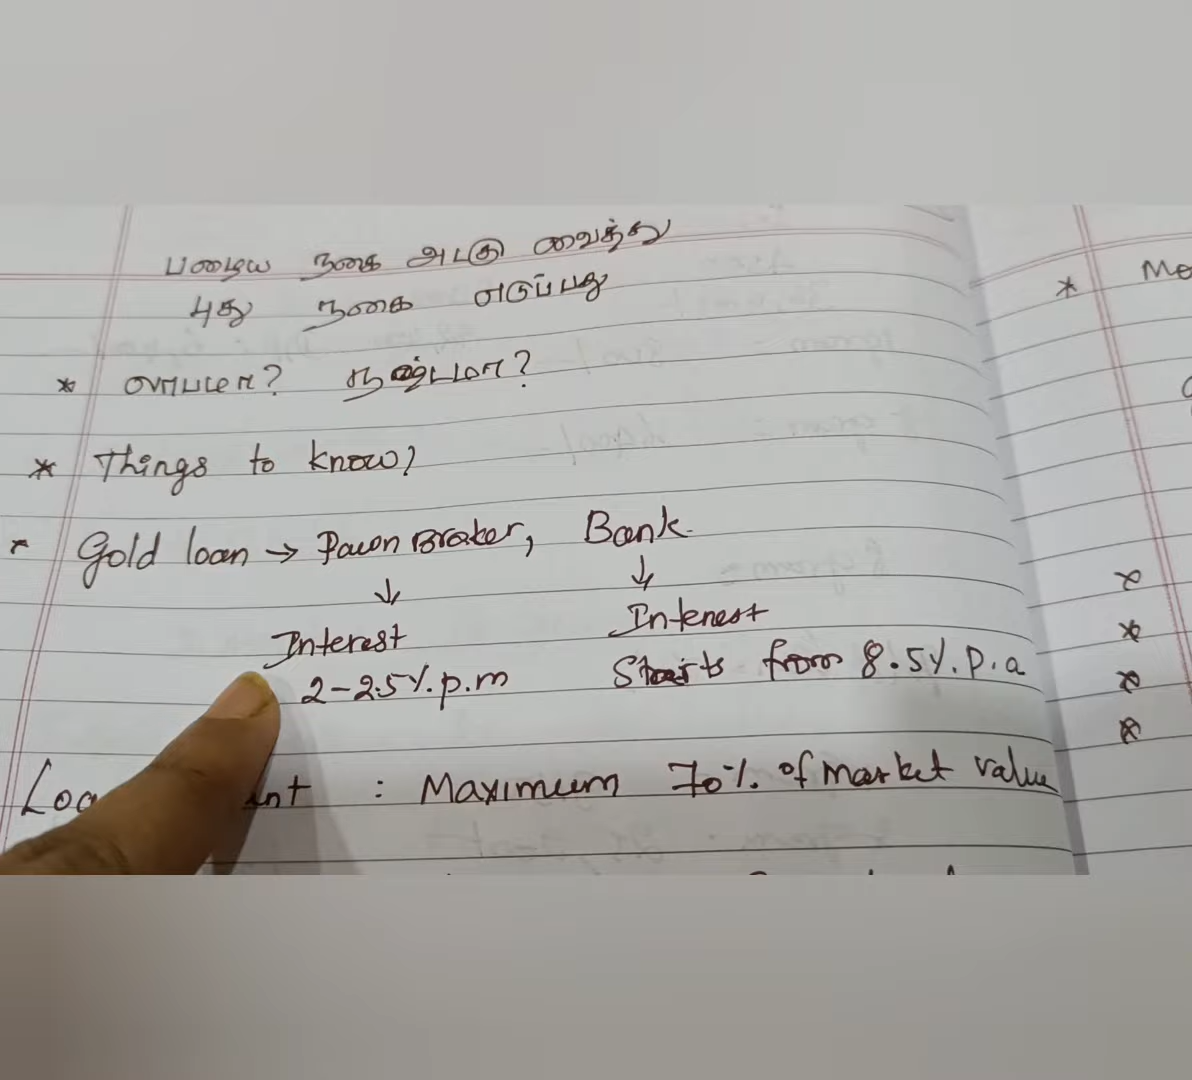 பழைய நகை அடகு வைத்து
புது நகை எடுப்பது
* லாபமா? நஷ்டமா?
* Things to know?
* Gold loan → Pawn Broker, Bank.
↓ ↓
Interest Interest
2-2.5%.p.m Starts from 8.5%.p.a
: Maximum 70%. of market value
*
*
*
*
*